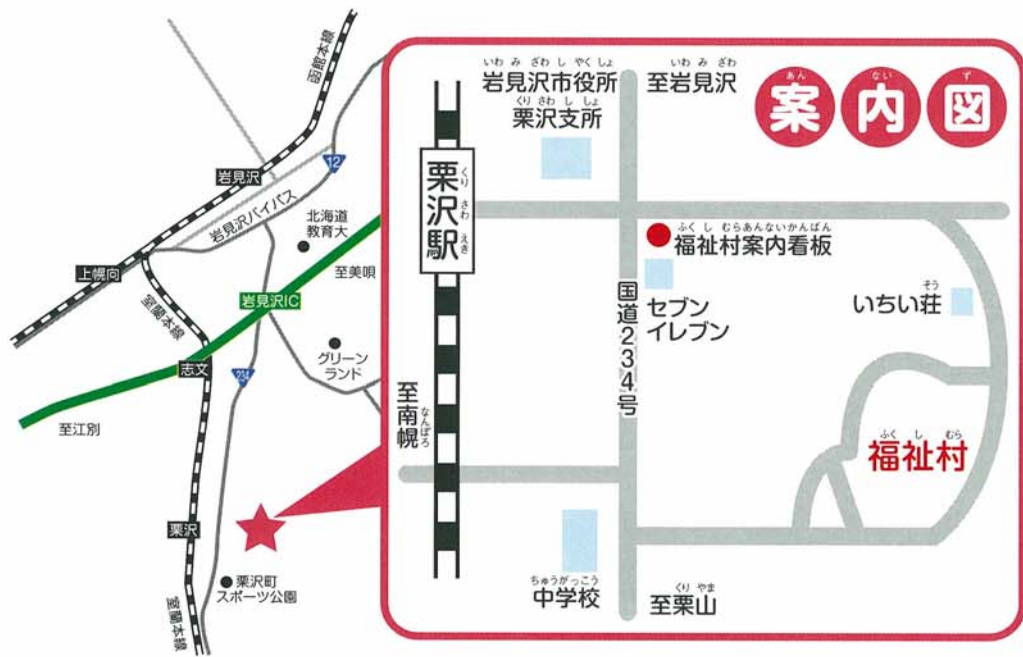 函館本線
岩見沢
12
岩見沢バイパス
北海道
教育大
上幌向
至美唄
岩見沢IC
室蘭本線
グリーン
ランド
志文
234
至江別
栗沢
栗沢町
スポーツ公園
室蘭本線
あん ない ず
案内図
いわ み ざわ し やく しょ
岩見沢市役所
くり さわ し しょ
栗沢支所
いわ み ざわ
至岩見沢
くり さわ えき
栗沢駅
ふく し むら あんない かんばん
福祉村案内看板
国道234号
セブン
イレブン
そう
いちい荘
なんぽろ
至南幌
ふく し むら
福祉村
ちゅうがっこう
中学校
くり やま
至栗山